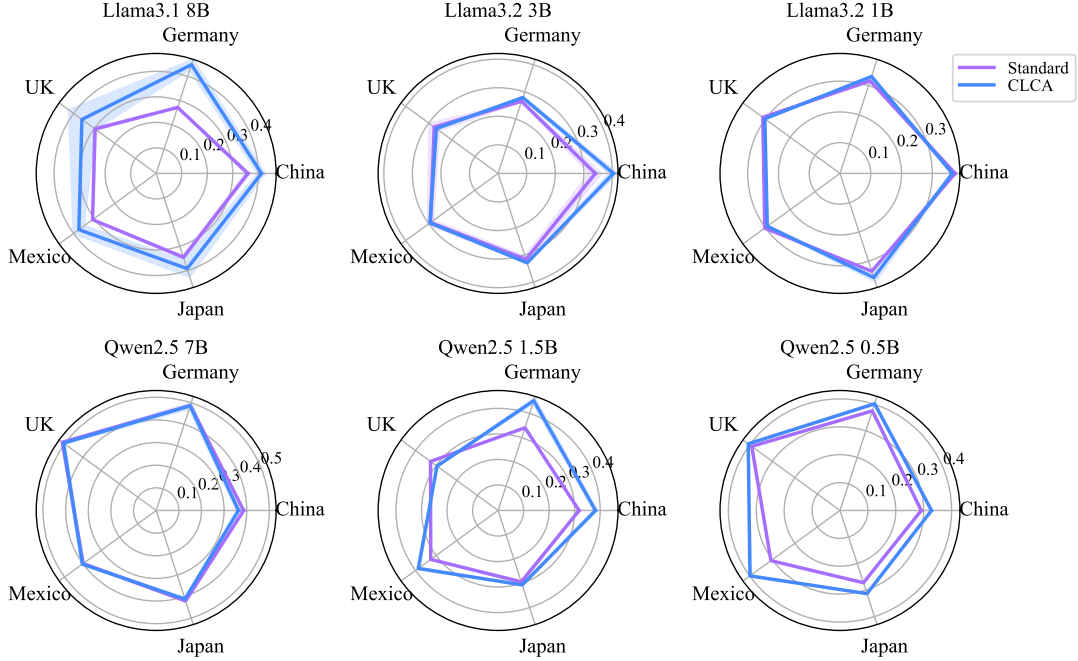 Llama3.1 8B
Germany
UK
China
Mexico
Japan
0.1
0.2
0.3
0.4
Llama3.2 3B
Germany
UK
China
Mexico
Japan
0.1
0.2
0.3
0.4
Llama3.2 1B
Germany
UK
China
Mexico
Japan
0.1
0.2
0.3
Standard
CLCA
Qwen2.5 7B
Germany
UK
China
Mexico
Japan
0.1
0.2
0.3
0.4
0.5
Qwen2.5 1.5B
Germany
UK
China
Mexico
Japan
0.1
0.2
0.3
0.4
Qwen2.5 0.5B
Germany
UK
China
Mexico
Japan
0.1
0.2
0.3
0.4